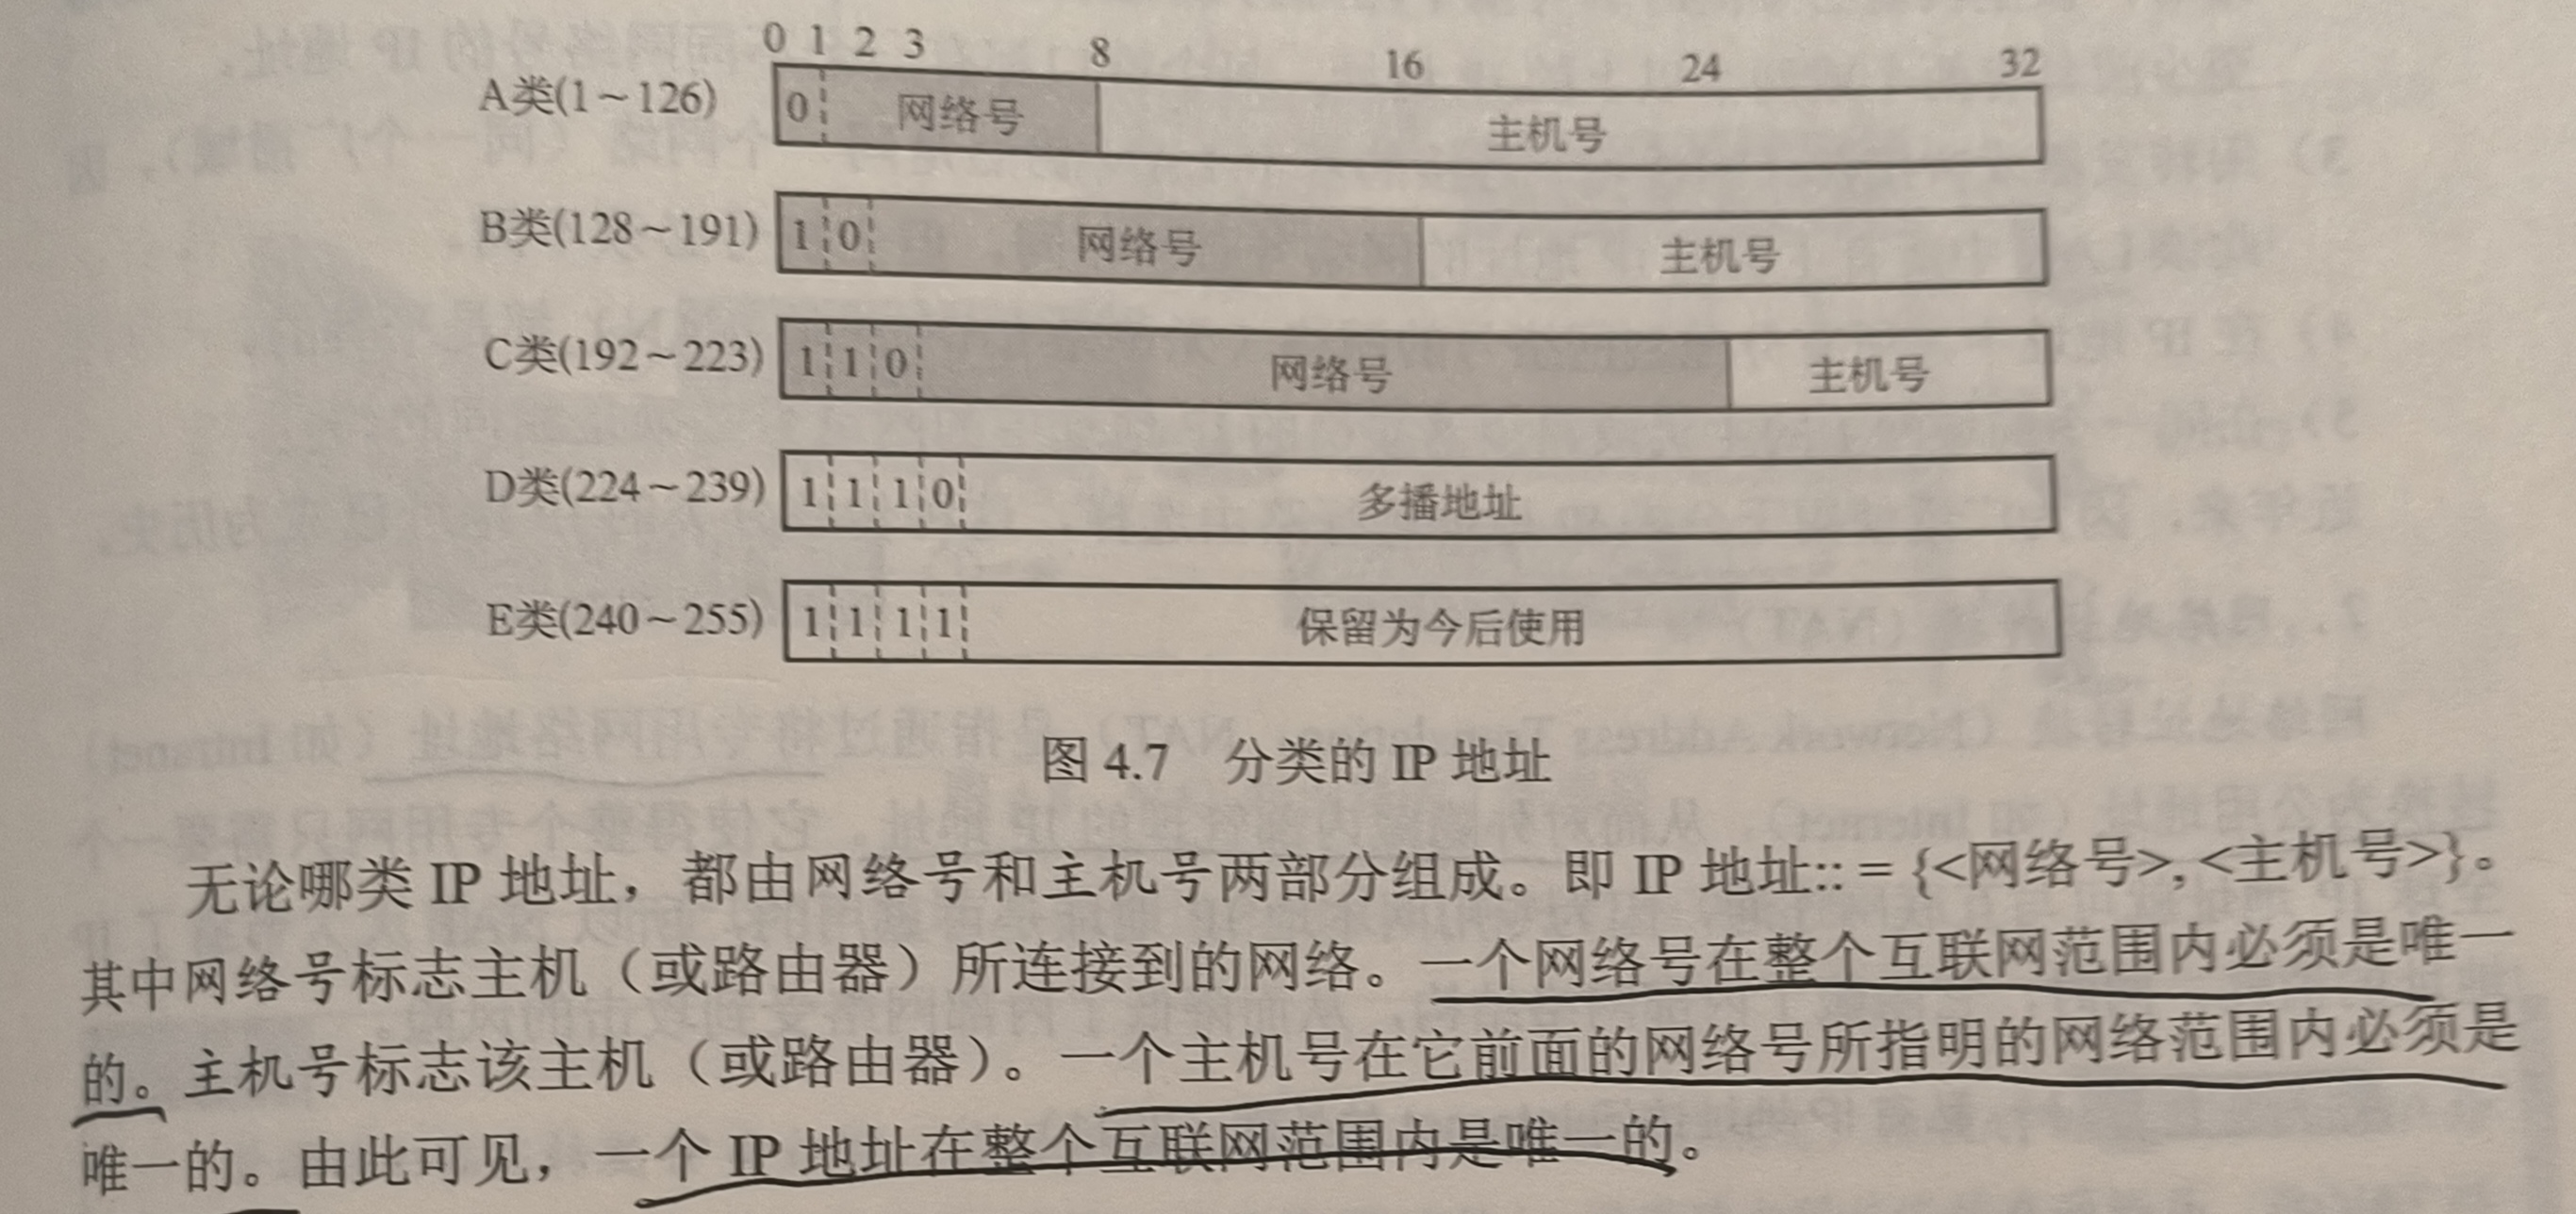 0 1 2 3 8 16 24 32
A类(1～126) 0 网络号 主机号
B类(128～191) 1 0 网络号 主机号
C类(192～223) 1 1 0 网络号 主机号
D类(224～239) 1 1 1 0 多播地址
E类(240～255) 1 1 1 1 保留为今后使用
图 4.7 分类的 IP 地址
无论哪类 IP 地址，都由网络号和主机号两部分组成。即 IP 地址:: = {<网络号>, <主机号>}。
其中网络号标志主机（或路由器）所连接到的网络。一个网络号在整个互联网范围内必须是唯一
的。主机号标志该主机（或路由器）。一个主机号在它前面的网络号所指明的网络范围内必须是
唯一的。由此可见，一个 IP 地址在整个互联网范围内是唯一的。